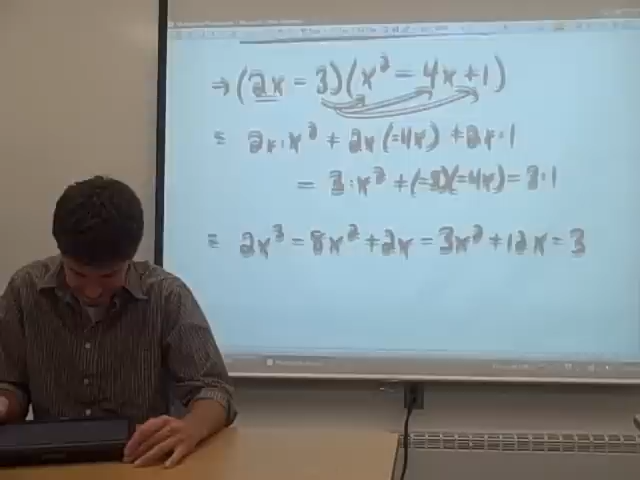 → (2x - 3)(x² - 4x + 1)
= 2x · x² + 2x(-4x) + 2x · 1
- 3 · x² + (-3)(-4x) - 3 · 1
= 2x³ - 8x² + 2x - 3x² + 12x - 3